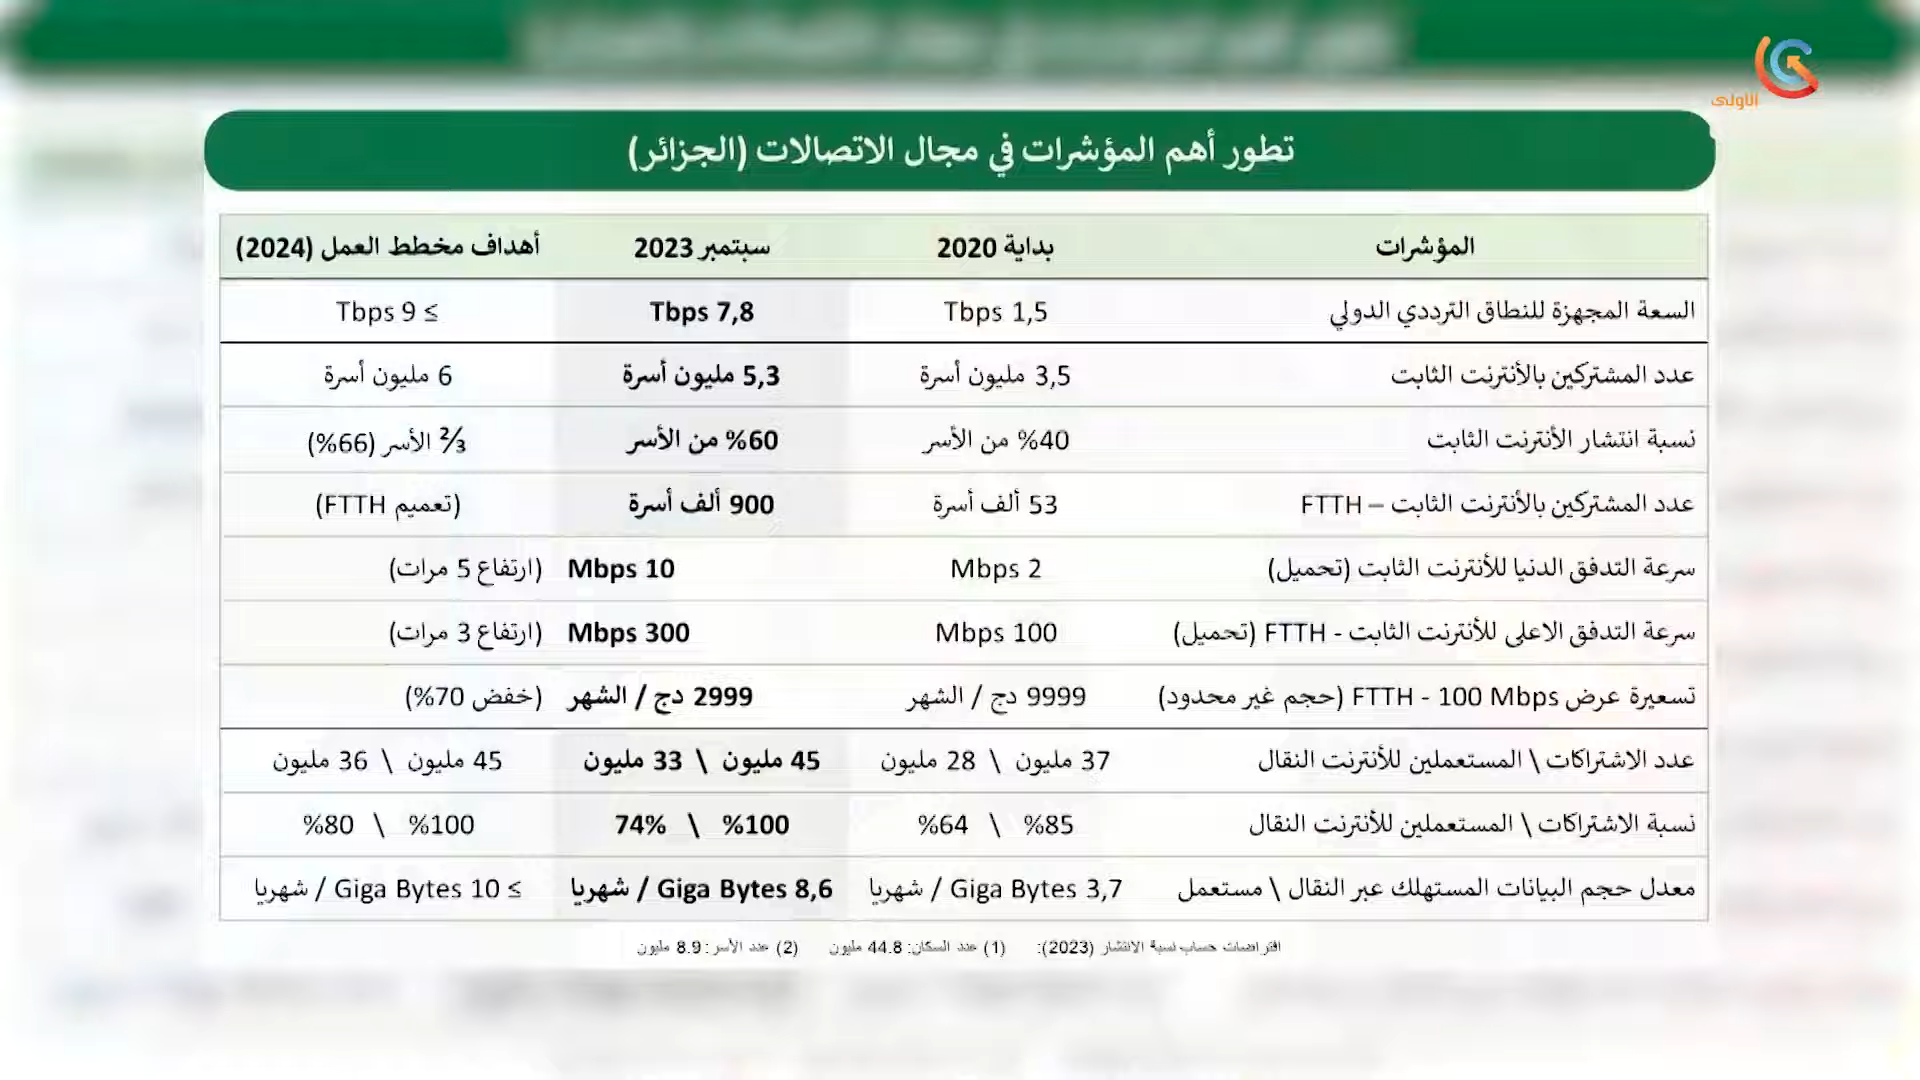 الأولى
تطور أهم المؤشرات في مجال الاتصالات (الجزائر)
المؤشرات بداية 2020 سبتمبر 2023 أهداف مخطط العمل (2024)
السعة المجهزة للنطاق الترددي الدولي 1,5 Tbps 7,8 Tbps ≥ 9 Tbps
عدد المشتركين بالأنترنت الثابت 3,5 مليون أسرة 5,3 مليون أسرة 6 مليون أسرة
نسبة انتشار الأنترنت الثابت 40% من الأسر 60% من الأسر ⅔ الأسر (66%)
عدد المشتركين بالأنترنت الثابت – FTTH 53 ألف أسرة 900 ألف أسرة (تعميم FTTH)
سرعة التدفق الدنيا للأنترنت الثابت (تحميل) 2 Mbps 10 Mbps (ارتفاع 5 مرات)
سرعة التدفق الاعلى للأنترنت الثابت - FTTH (تحميل) 100 Mbps 300 Mbps (ارتفاع 3 مرات)
تسعيرة عرض FTTH - 100 Mbps (حجم غير محدود) 9999 دج / الشهر 2999 دج / الشهر (خفض 70%)
عدد الاشتراكات \ المستعملين للأنترنت النقال 37 مليون \ 28 مليون 45 مليون \ 33 مليون 45 مليون \ 36 مليون
نسبة الاشتراكات \ المستعملين للأنترنت النقال 85% \ 64% 100% \ 74% 100% \ 80%
معدل حجم البيانات المستهلك عبر النقال \ مستعمل 3,7 Giga Bytes / شهريا 8,6 Giga Bytes / شهريا ≥ 10 Giga Bytes / شهريا
افتراضات حساب نسبة الانتشار (2023): (1) عدد السكان: 44.8 مليون (2) عدد الأسر: 8.9 مليون